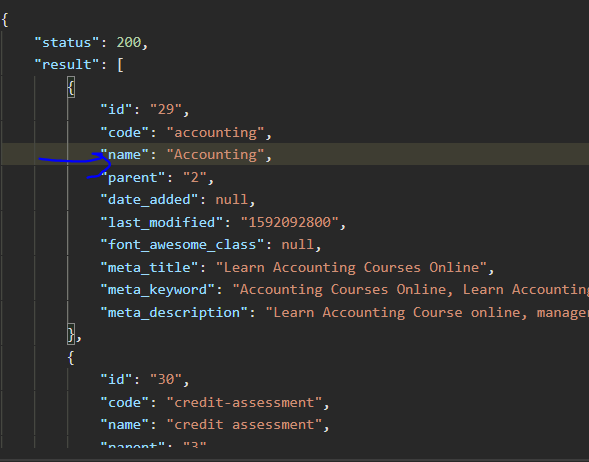 {
"status": 200,
"result": [
{
"id": "29",
"code": "accounting",
"name": "Accounting",
"parent": "2",
"date_added": null,
"last_modified": "1592092800",
"font_awesome_class": null,
"meta_title": "Learn Accounting Courses Online",
"meta_keyword": "Accounting Courses Online, Learn Accounting
"meta_description": "Learn Accounting Course online, manage
},
{
"id": "30",
"code": "credit-assessment",
"name": "credit assessment",
"parent": "3"